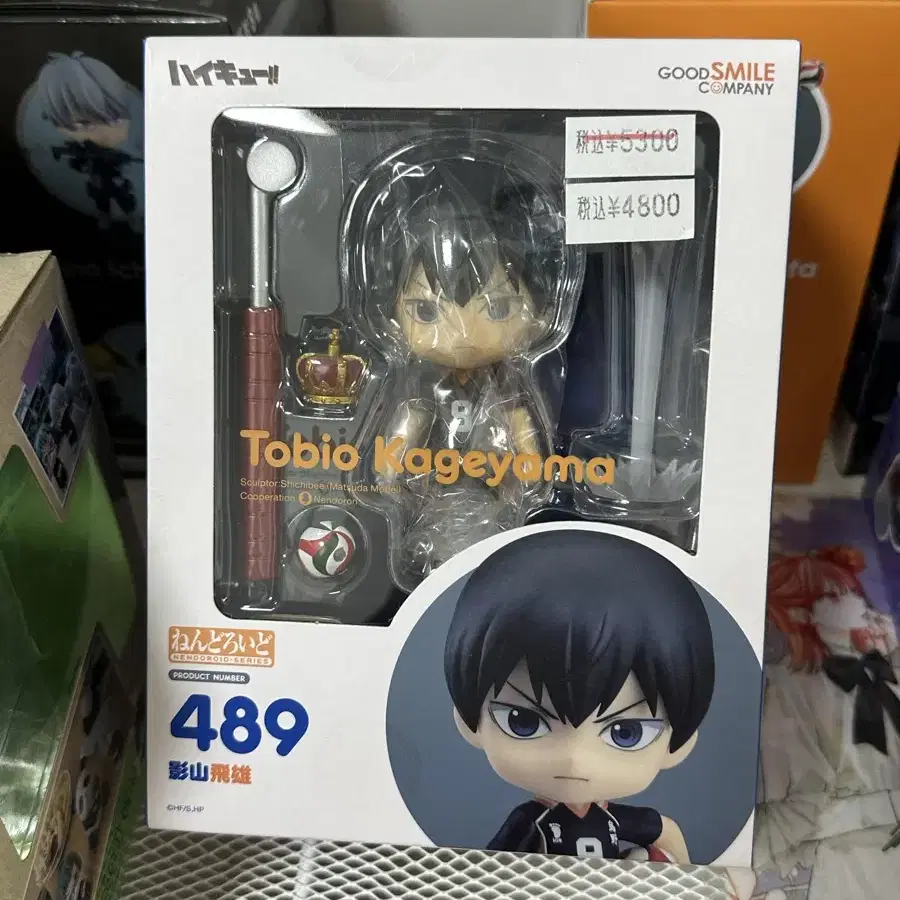 ハイキュー!!
GOOD SMILE
COMPANY
税込¥5300
税込¥4800
8
Tobio Kageyama
Sculptor:Shichibee (Matsuda Model)
Cooperation Nendoron
ねんどろいど
NENDOROID-SERIES
PRODUCT NUMBER
489
影山飛雄
©HF/S,HP